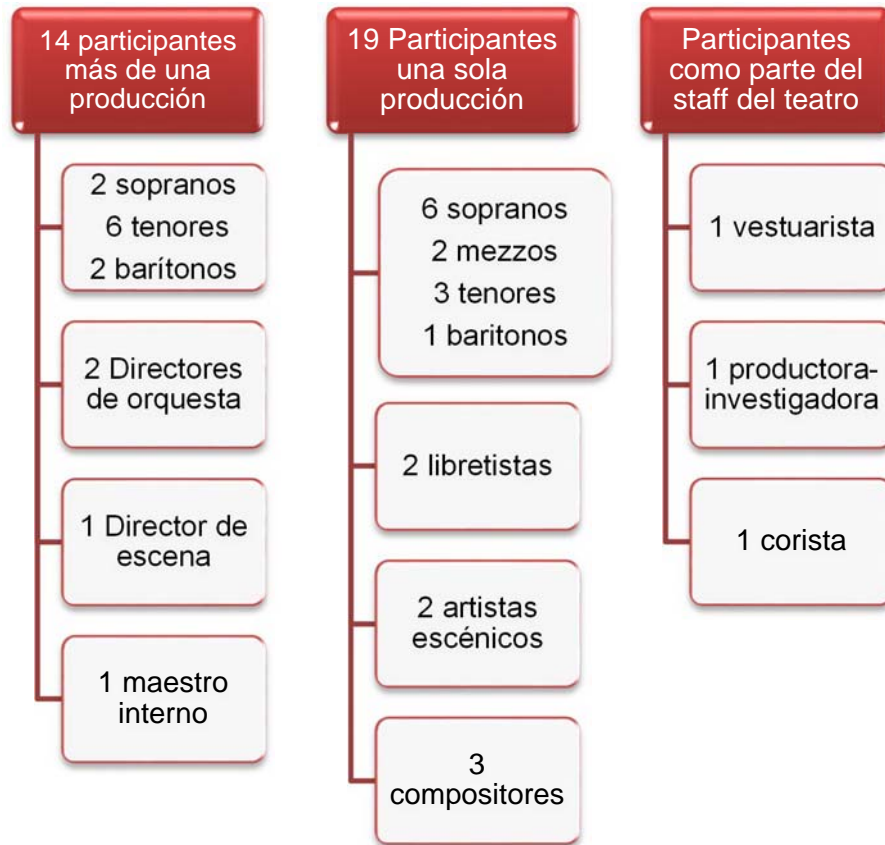 14 participantes
más de una
producción
2 sopranos
6 tenores
2 barítonos
2 Directores
de orquesta
1 Director de
escena
1 maestro
interno
19 Participantes
una sola
producción
6 sopranos
2 mezzos
3 tenores
1 baritonos
2 libretistas
2 artistas
escénicos
3
compositores
Participantes
como parte del
staff del teatro
1 vestuarista
1 productora-
investigadora
1 corista